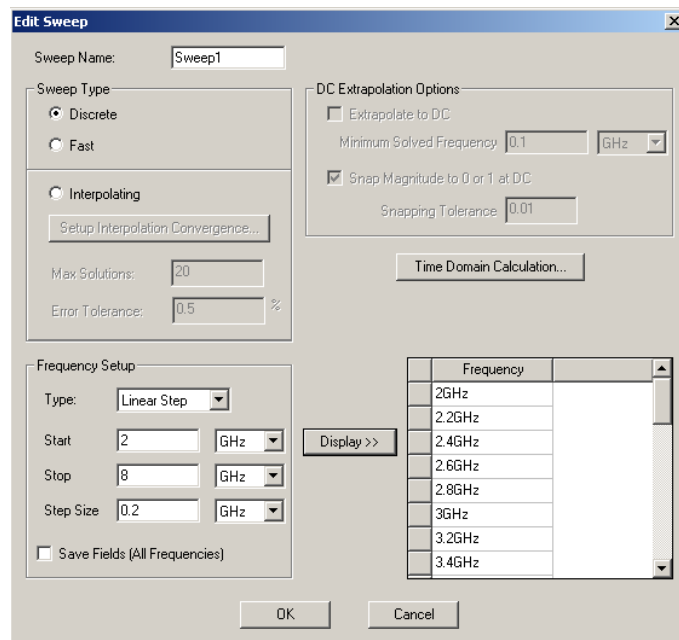 Edit Sweep
Sweep Name: Sweep1
Sweep Type
Discrete
Fast
Interpolating
Setup Interpolation Convergence...
Max Solutions: 20
Error Tolerance: 0.5 %
DC Extrapolation Options
Extrapolate to DC
Minimum Solved Frequency 0.1 GHz
Snap Magnitude to 0 or 1 at DC
Snapping Tolerance 0.01
Time Domain Calculation...
Frequency Setup
Type: Linear Step
Start 2 GHz
Stop 8 GHz
Step Size 0.2 GHz
Save Fields (All Frequencies)
Display >>
Frequency
2GHz
2.2GHz
2.4GHz
2.6GHz
2.8GHz
3GHz
3.2GHz
3.4GHz
OK Cancel